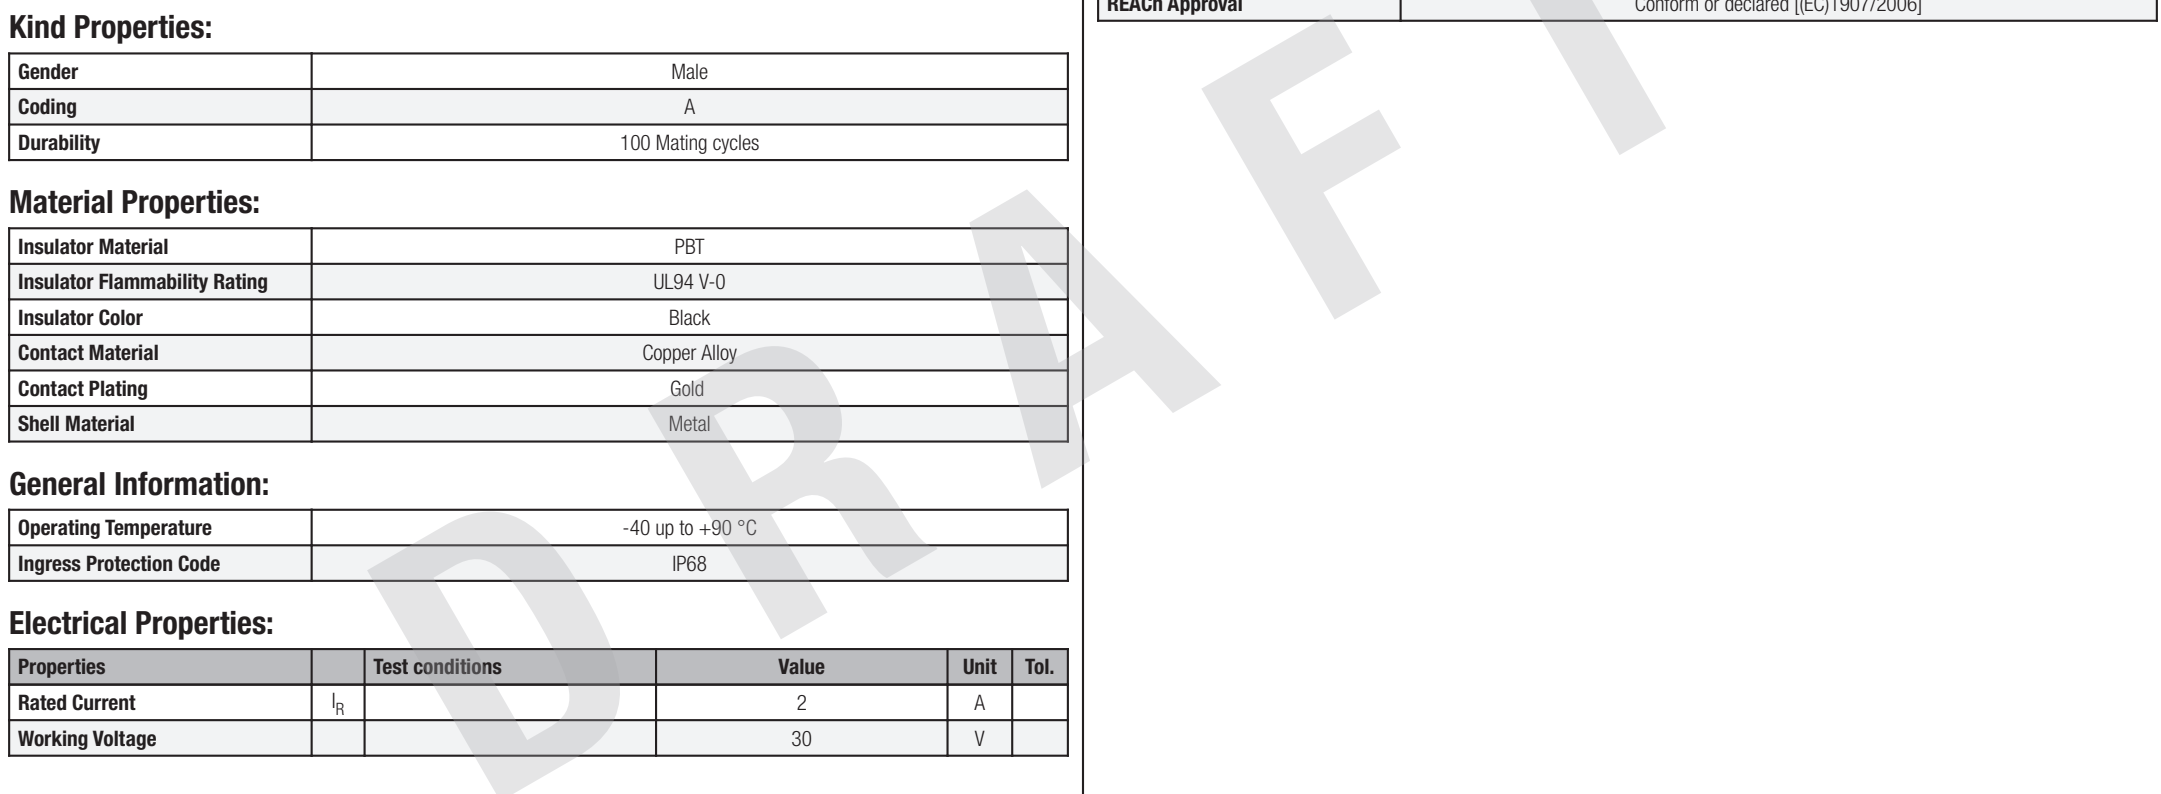 Kind Properties:
Gender Male
Coding A
Durability 100 Mating cycles
Material Properties:
Insulator Material PBT
Insulator Flammability Rating UL94 V-0
Insulator Color Black
Contact Material Copper Alloy
Contact Plating Gold
Shell Material Metal
General Information:
Operating Temperature -40 up to +90 °C
Ingress Protection Code IP68
Electrical Properties:
Properties Test conditions Value Unit Tol.
Rated Current IR 2 A
Working Voltage 30 V
REACh Approval Conform or declared [(EC)1907/2006]
DRAFT